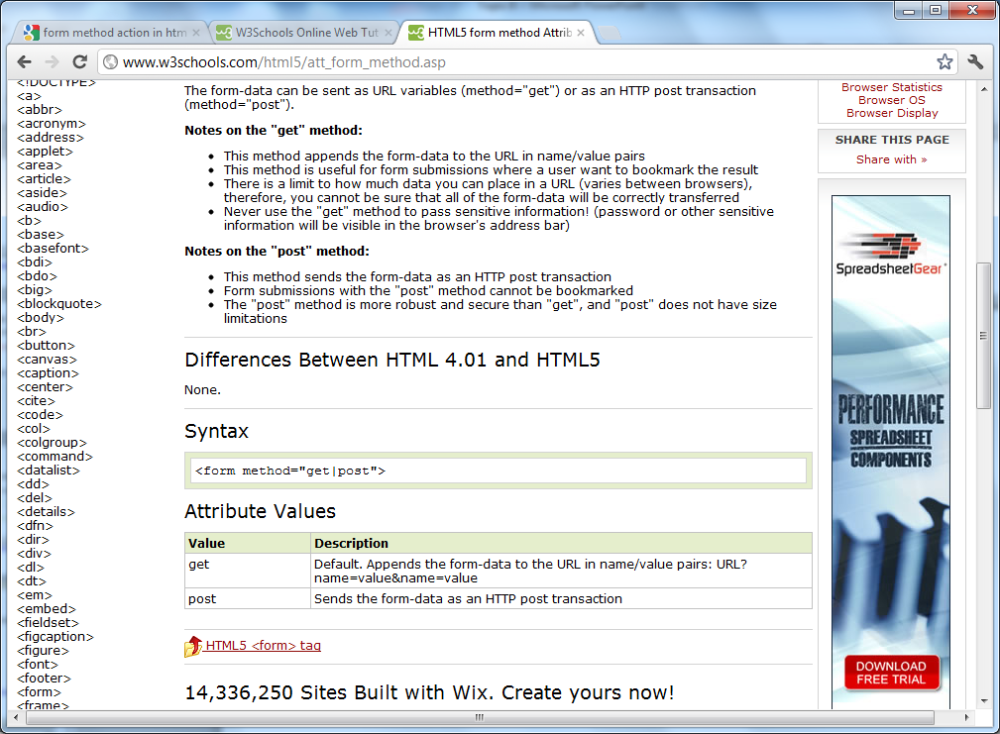 form method action in htm
W3Schools Online Web Tut
HTML5 form method Attrib
www.w3schools.com/html5/att_form_method.asp
<!DOCTYPE>
<a>
<abbr>
<acronym>
<address>
<applet>
<area>
<article>
<aside>
<audio>
<b>
<base>
<basefont>
<bdi>
<bdo>
<big>
<blockquote>
<body>
<br>
<button>
<canvas>
<caption>
<center>
<cite>
<code>
<col>
<colgroup>
<command>
<datalist>
<dd>
<del>
<details>
<dfn>
<dir>
<div>
<dl>
<dt>
<em>
<embed>
<fieldset>
<figcaption>
<figure>
<font>
<footer>
<form>
<frame>
The form-data can be sent as URL variables (method="get") or as an HTTP post transaction
(method="post").
Notes on the "get" method:
• This method appends the form-data to the URL in name/value pairs
• This method is useful for form submissions where a user want to bookmark the result
• There is a limit to how much data you can place in a URL (varies between browsers),
therefore, you cannot be sure that all of the form-data will be correctly transferred
• Never use the "get" method to pass sensitive information! (password or other sensitive
information will be visible in the browser's address bar)
Notes on the "post" method:
• This method sends the form-data as an HTTP post transaction
• Form submissions with the "post" method cannot be bookmarked
• The "post" method is more robust and secure than "get", and "post" does not have size
limitations
Differences Between HTML 4.01 and HTML5
None.
Syntax
<form method="get|post">
Attribute Values
Value Description
get Default. Appends the form-data to the URL in name/value pairs: URL?
name=value&name=value
post Sends the form-data as an HTTP post transaction
HTML5 <form> tag
14,336,250 Sites Built with Wix. Create yours now!
Browser Statistics
Browser OS
Browser Display
SHARE THIS PAGE
Share with »
SpreadsheetGear
PERFORMANCE
SPREADSHEET
COMPONENTS
DOWNLOAD
FREE TRIAL